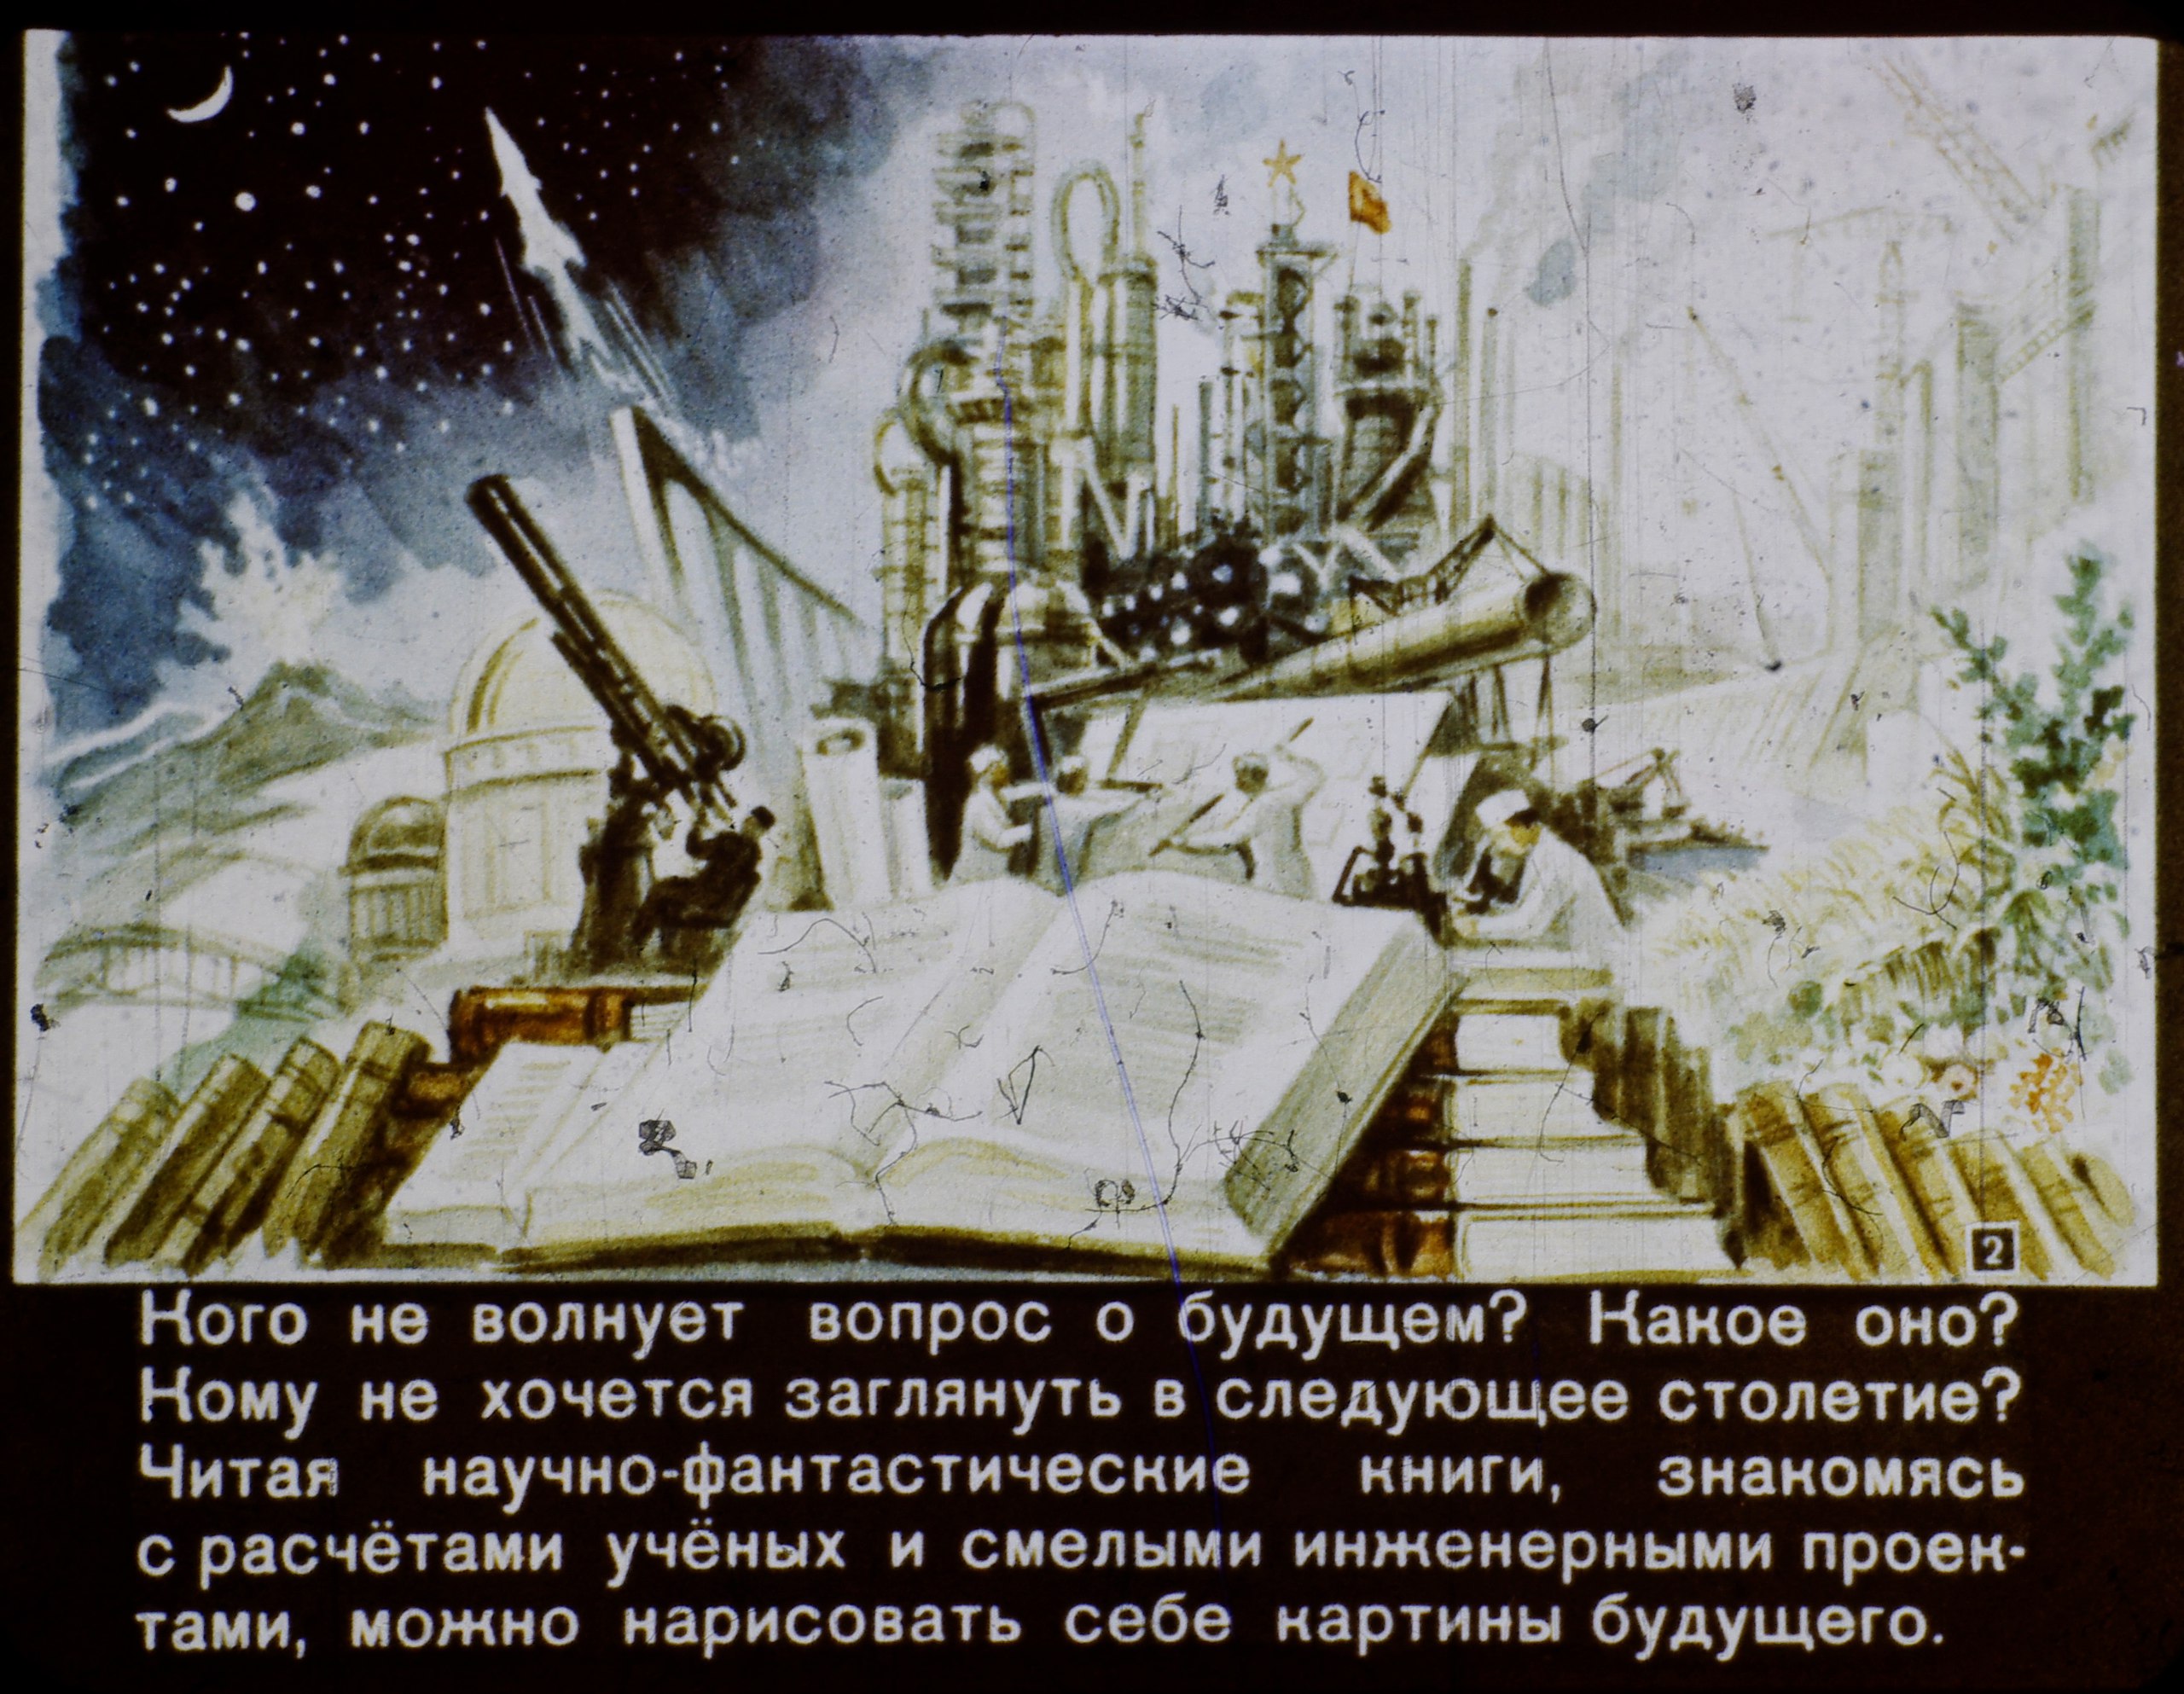 2
Кого не волнует вопрос о будущем? Какое оно?
Кому не хочется заглянуть в следующее столетие?
Читая научно-фантастические книги, знакомясь
с расчётами учёных и смелыми инженерными проек-
тами, можно нарисовать себе картины будущего.